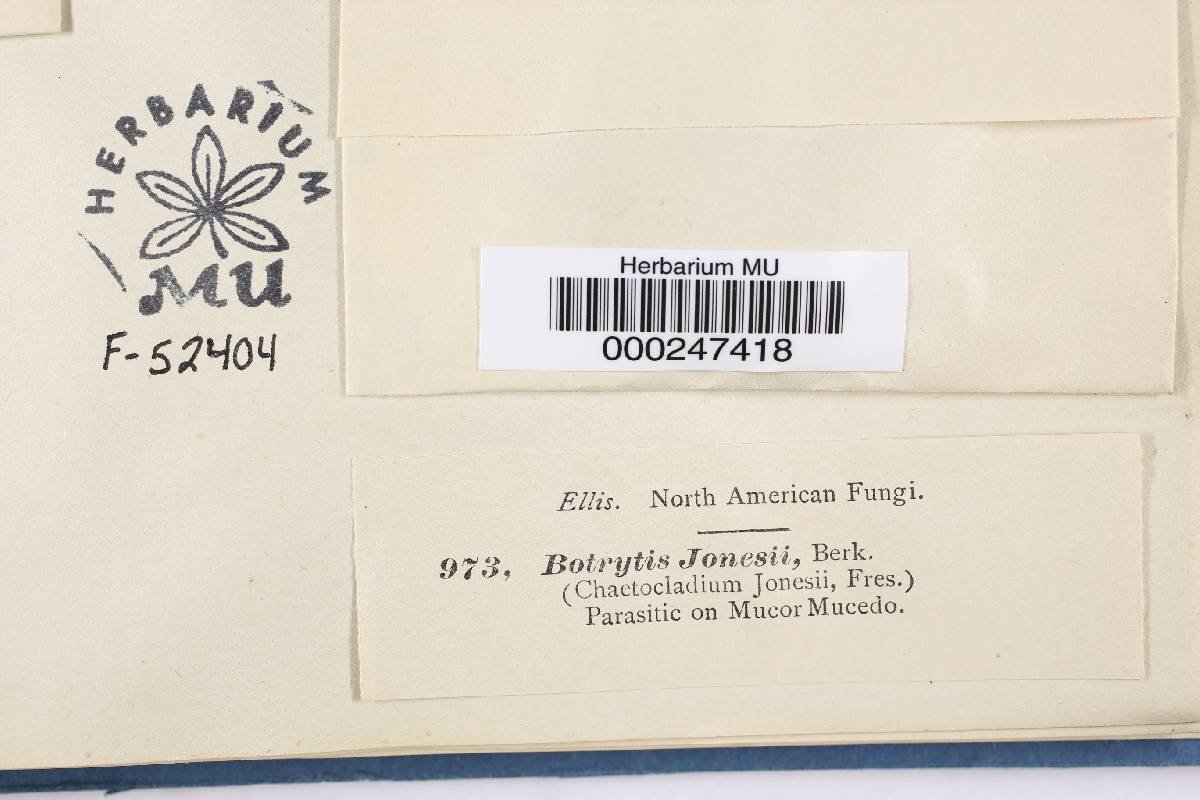 HERBARIUM
MU
F-52404
Herbarium MU
000247418
Ellis. North American Fungi.
973, Botrytis Jonesii, Berk.
(Chaetocladium Jonesii, Fres.)
Parasitic on Mucor Mucedo.